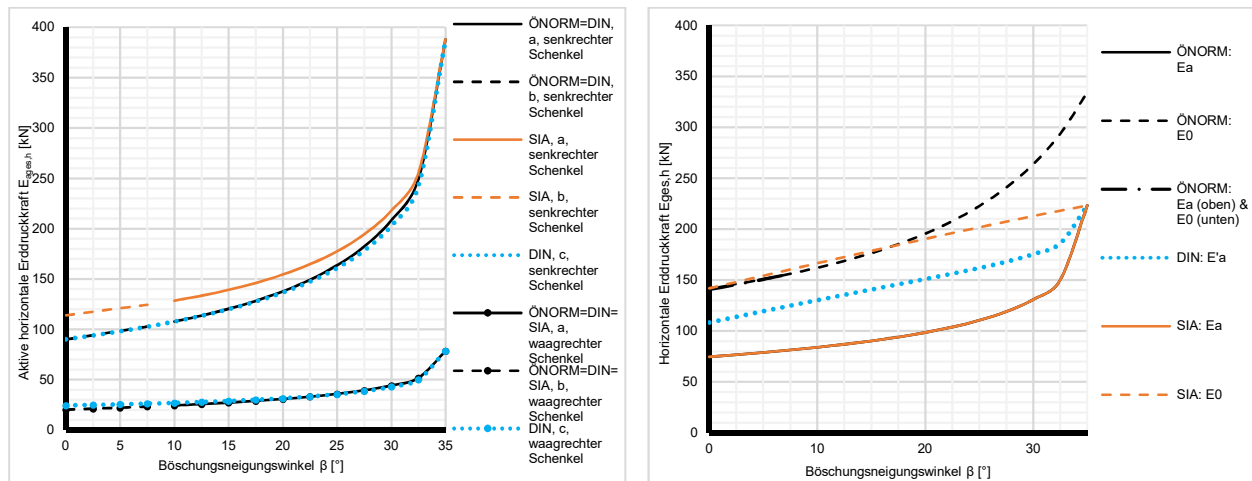 400
350
300
250
200
150
100
50
0
0
5
10
15
20
25
30
35
Aktive horizontale Erddruckkraft Eages,h [kN]
Böschungsneigungswinkel β [°]
ÖNORM=DIN,
a, senkrechter
Schenkel
ÖNORM=DIN,
b, senkrechter
Schenkel
SIA, a,
senkrechter
Schenkel
SIA, b,
senkrechter
Schenkel
DIN, c,
senkrechter
Schenkel
ÖNORM=DIN=
SIA, a,
waagrechter
Schenkel
ÖNORM=DIN=
SIA, b,
waagrechter
Schenkel
DIN, c,
waagrechter
Schenkel
400
350
300
250
200
150
100
50
0
0
10
20
30
Horizontale Erddruckkraft Eges,h [kN]
Böschungsneigungswinkel β [°]
ÖNORM:
Ea
ÖNORM:
E0
ÖNORM:
Ea (oben) &
E0 (unten)
DIN: E'a
SIA: Ea
SIA: E0